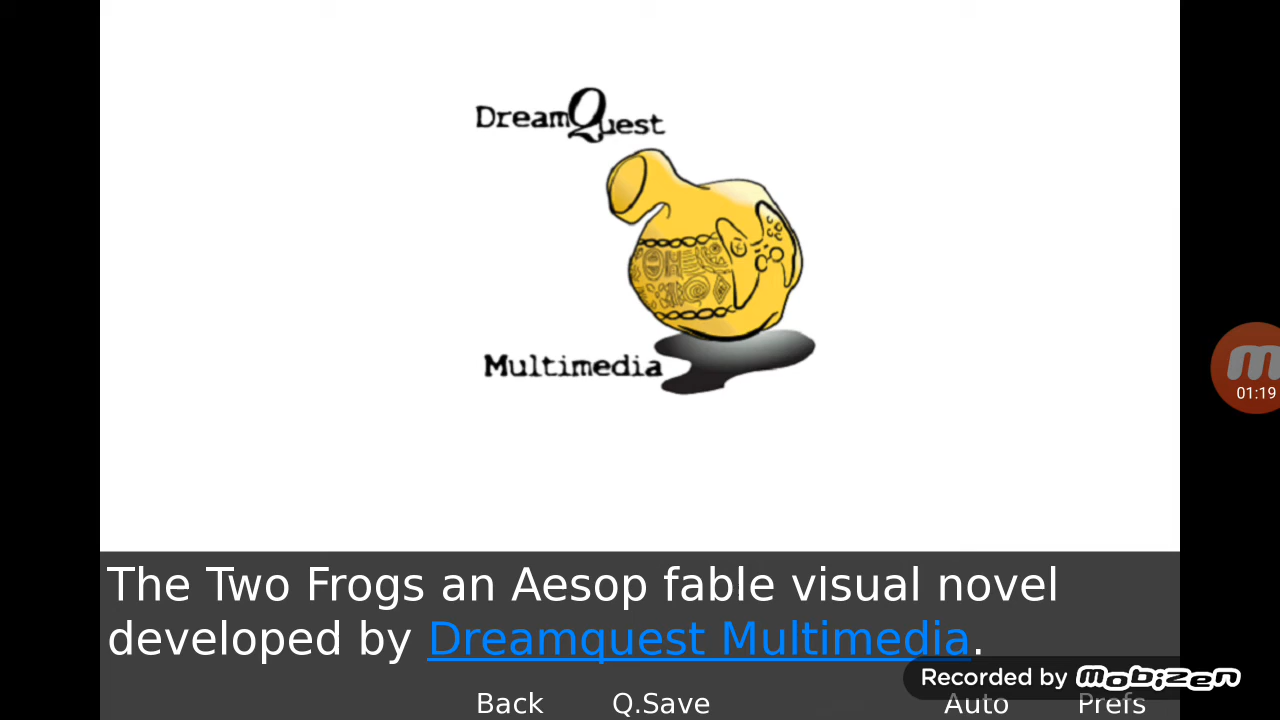 DreamQuest
Multimedia
01:19
The Two Frogs an Aesop fable visual novel
developed by Dreamquest Multimedia.
Recorded by mobizen
Back Q.Save Auto Prefs